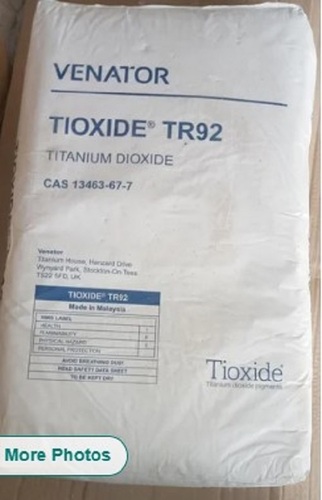 VENATOR
TIOXIDE® TR92
TITANIUM DIOXIDE
CAS 13463-67-7
Venator
Titanium House, Hanzard Drive
Wynyard Park, Stockton-On-Tees
TS22 5FD, UK
TIOXIDE® TR92
Made in Malaysia
HMIS LABEL
HEALTH
FLAMMABILITY
PHYSICAL HAZARD
PERSONAL PROTECTION
AVOID BREATHING DUST
READ SAFETY DATA SHEET
TO BE KEPT DRY
Tioxide®
Titanium dioxide pigments
More Photos